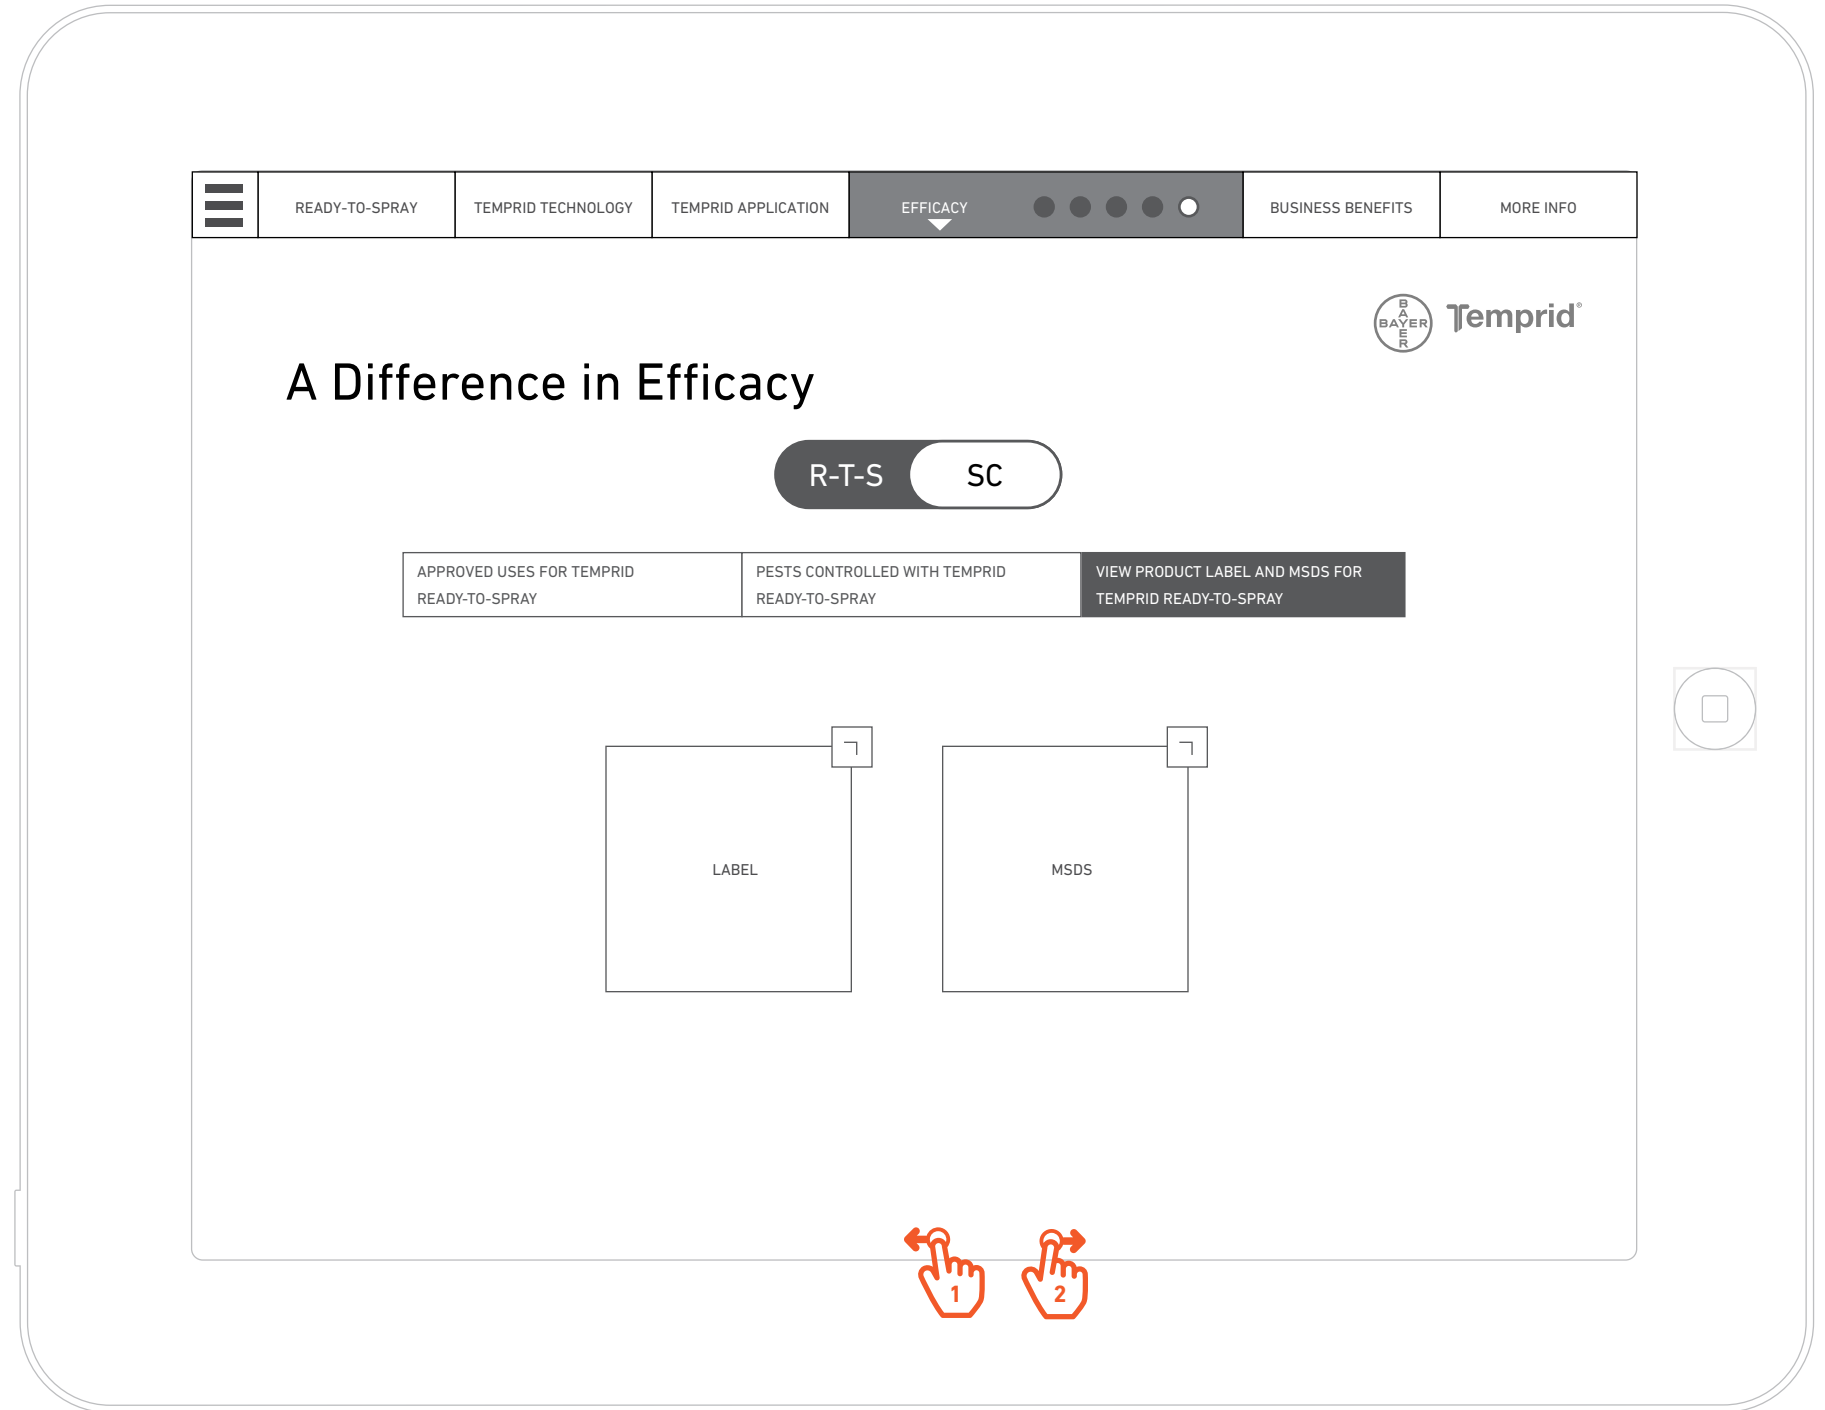 READY-TO-SPRAY
TEMPRID TECHNOLOGY
TEMPRID APPLICATION
EFFICACY
BUSINESS BENEFITS
MORE INFO
BAYER
BAYER
Temprid®
A Difference in Efficacy
R-T-S
SC
APPROVED USES FOR TEMPRID
READY-TO-SPRAY
PESTS CONTROLLED WITH TEMPRID
READY-TO-SPRAY
VIEW PRODUCT LABEL AND MSDS FOR
TEMPRID READY-TO-SPRAY
LABEL
MSDS
1
2